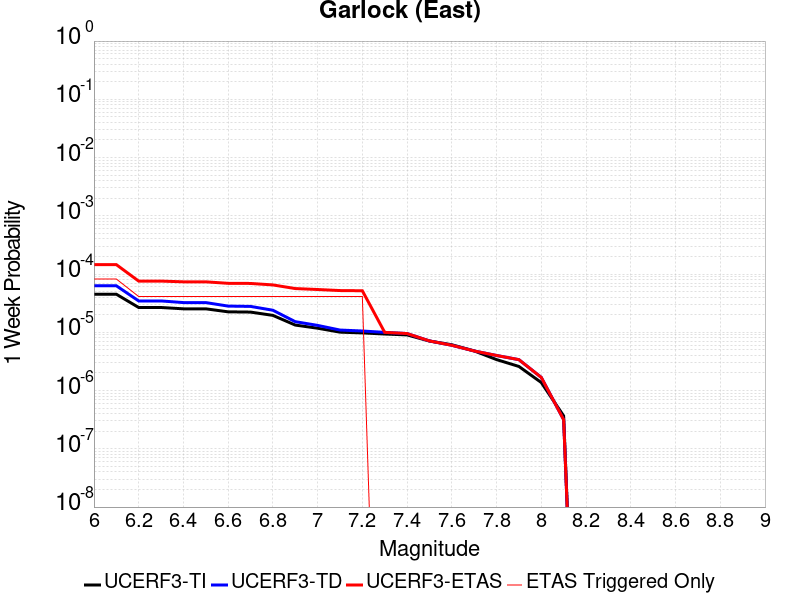 Garlock (East)
10^0
10^-1
10^-2
10^-3
10^-4
10^-5
10^-6
10^-7
10^-8
1 Week Probability
6 6.2 6.4 6.6 6.8 7 7.2 7.4 7.6 7.8 8 8.2 8.4 8.6 8.8 9
Magnitude
UCERF3-TI UCERF3-TD UCERF3-ETAS ETAS Triggered Only